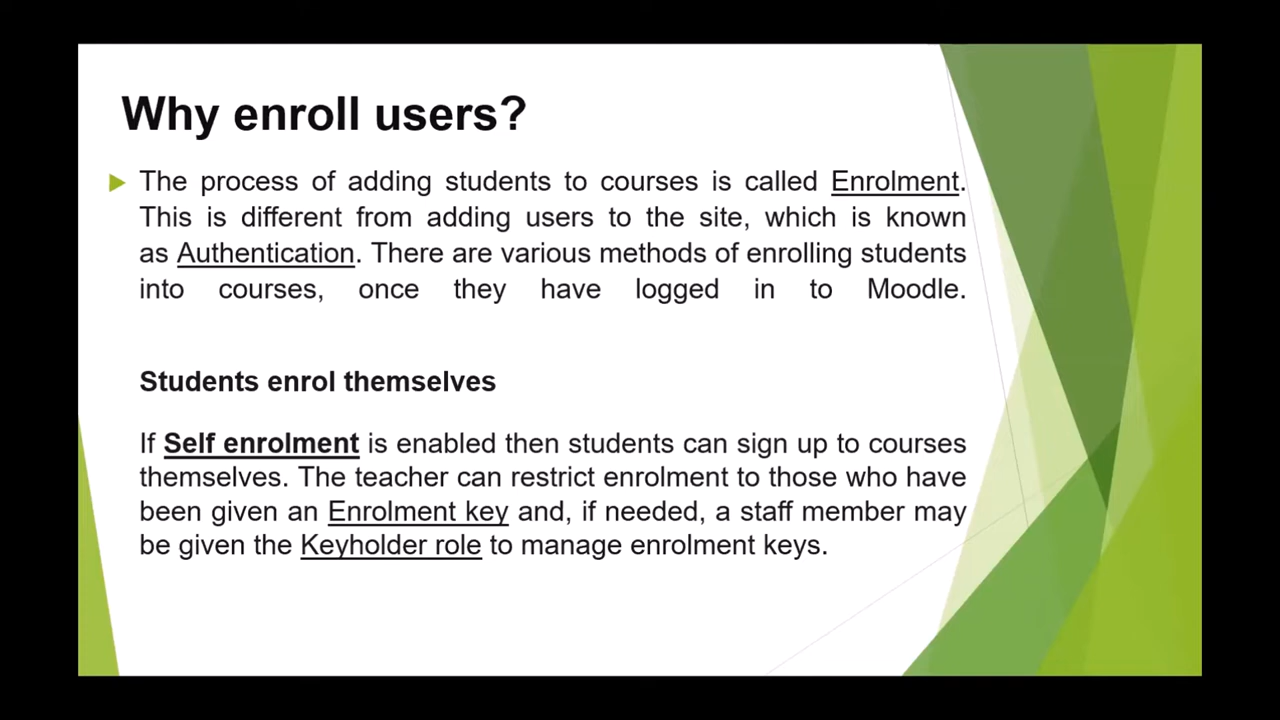 Why enroll users?
The process of adding students to courses is called Enrolment.
This is different from adding users to the site, which is known
as Authentication. There are various methods of enrolling students
into courses, once they have logged in to Moodle.
Students enrol themselves
If Self enrolment is enabled then students can sign up to courses
themselves. The teacher can restrict enrolment to those who have
been given an Enrolment key and, if needed, a staff member may
be given the Keyholder role to manage enrolment keys.